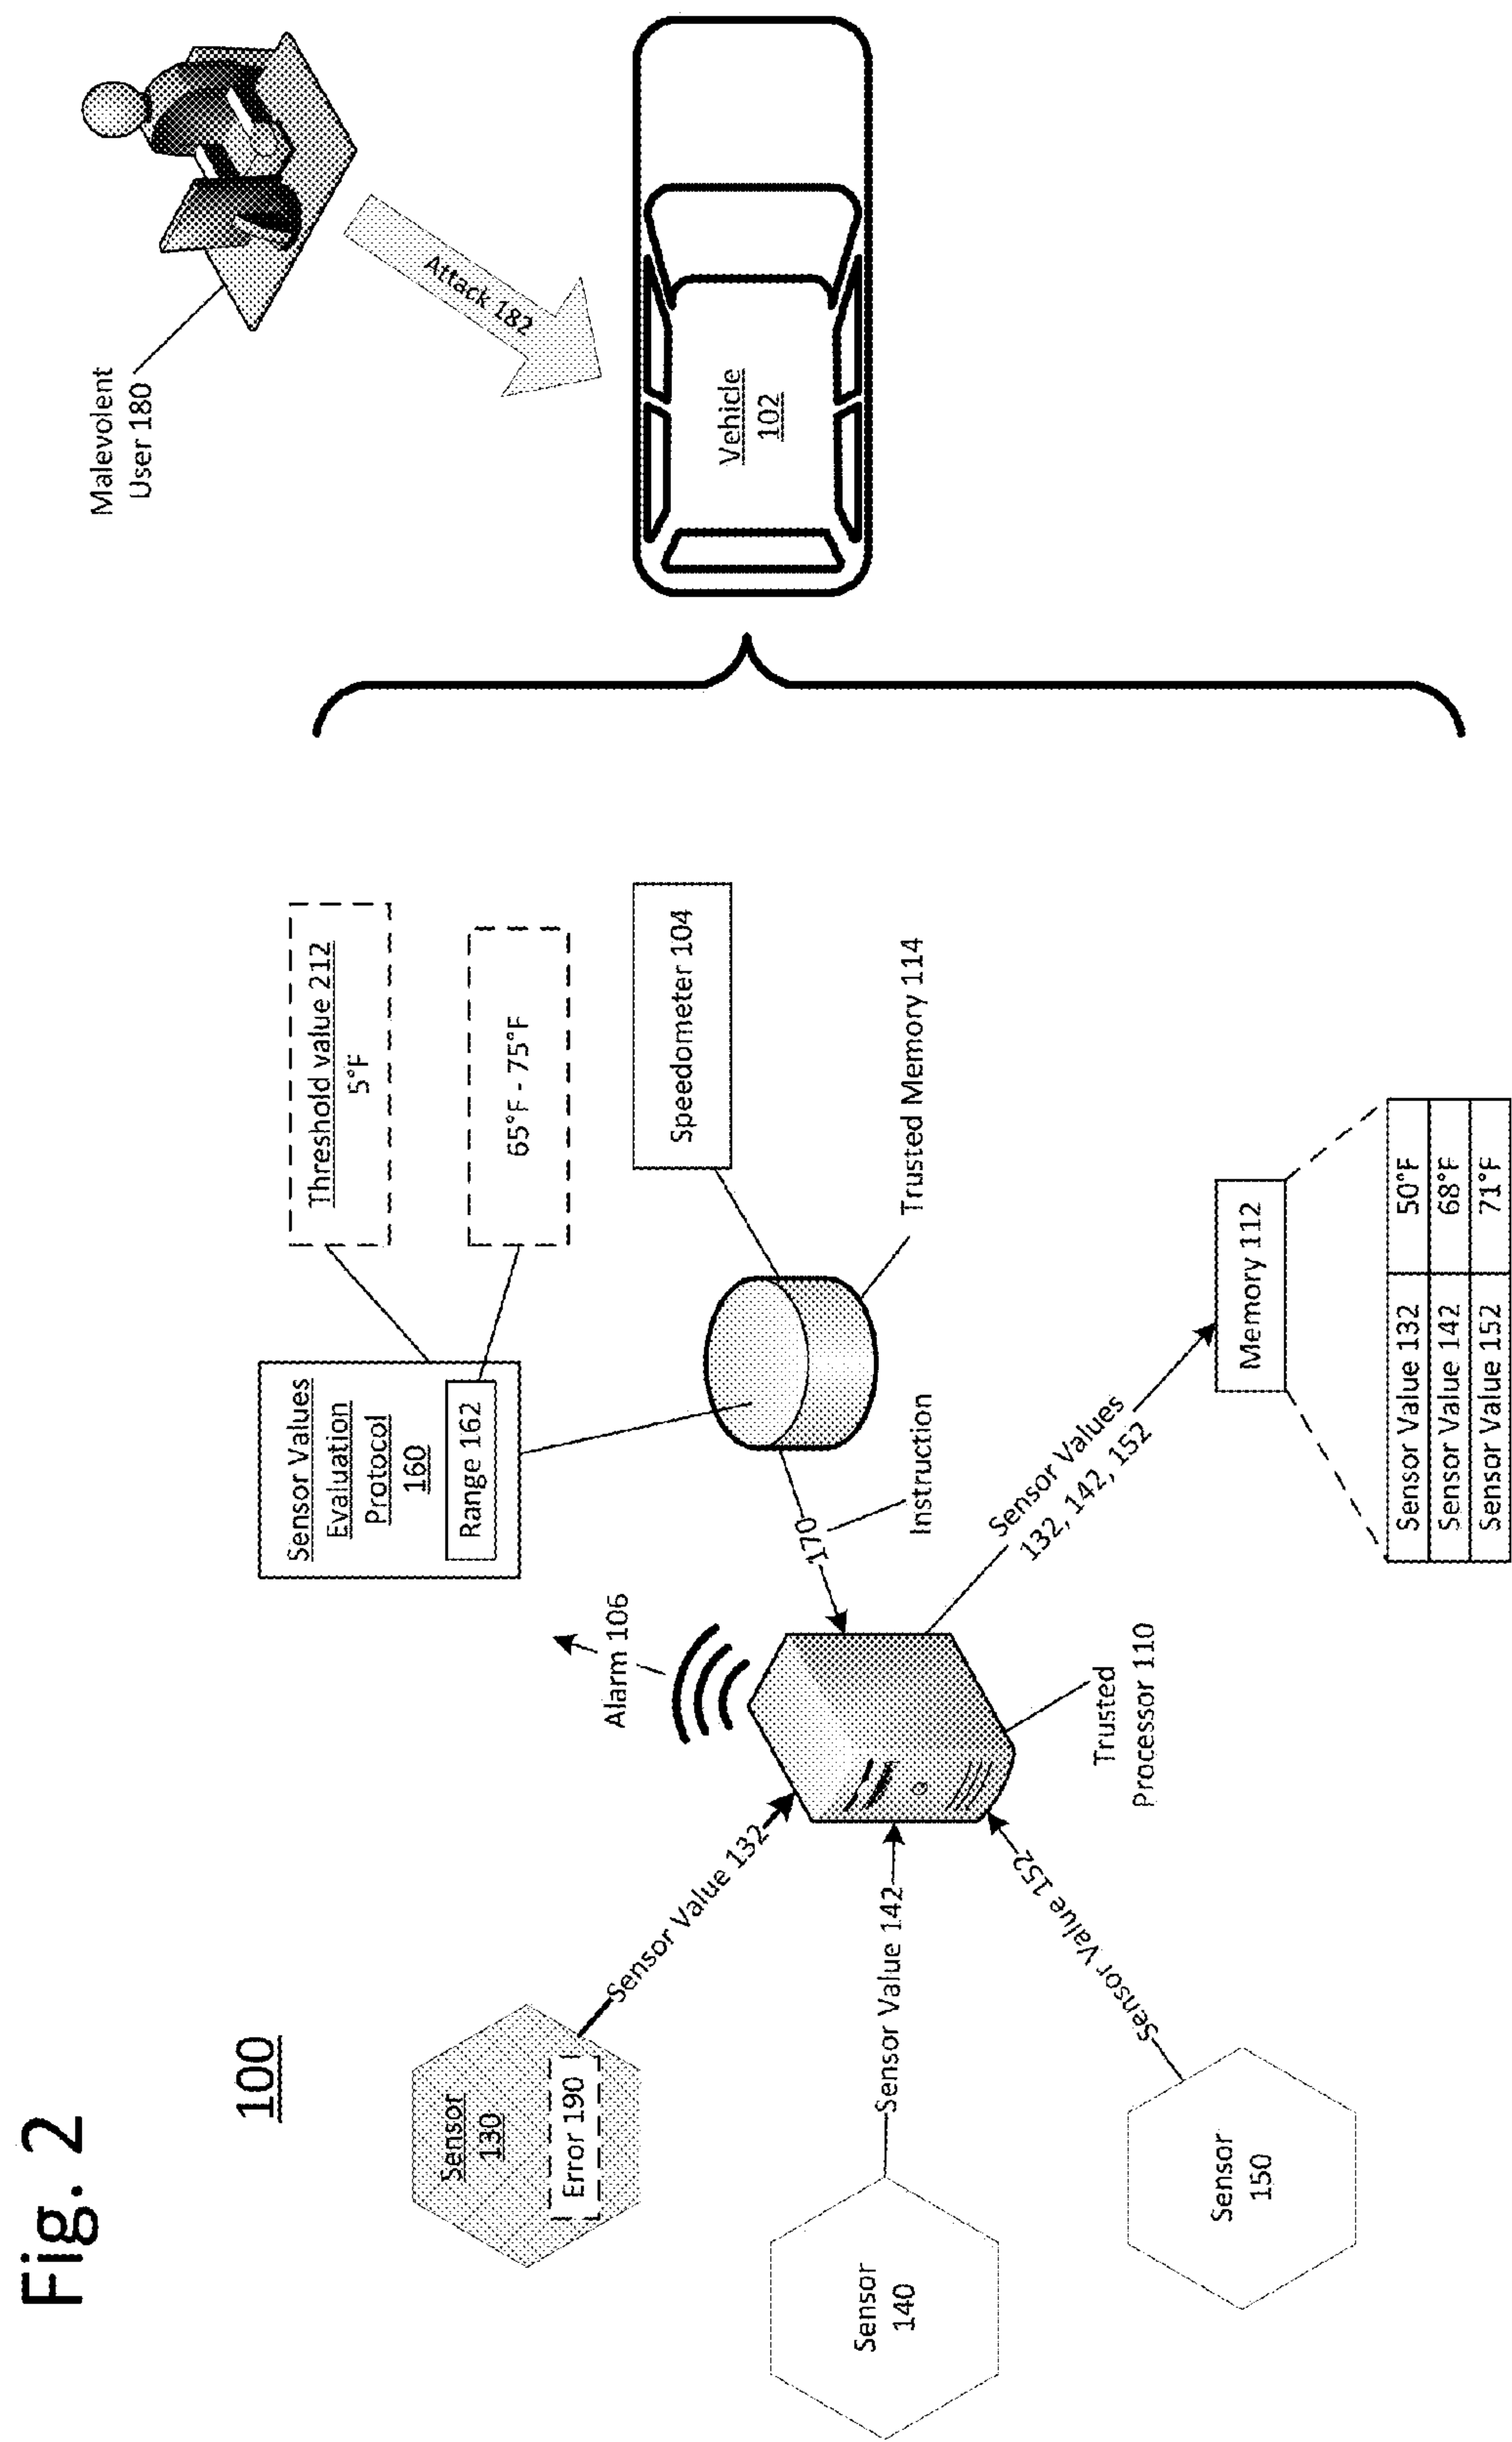 Fig. 2
100
Malevolent
User 180
Attack 182
Vehicle
102
Threshold value 212
5°F
65°F - 75°F
Sensor Values
Evaluation
Protocol
160
Range 162
Speedometer 104
Trusted Memory 114
170
Instruction
Alarm 106
Sensor
130
Error 190
Sensor Value 132
Sensor
140
Sensor Value 142
Sensor
150
Sensor Value 152
Trusted
Processor 110
Sensor Values
132, 142, 152
Memory 112
Sensor Value 132 50°F
Sensor Value 142 68°F
Sensor Value 152 71°F